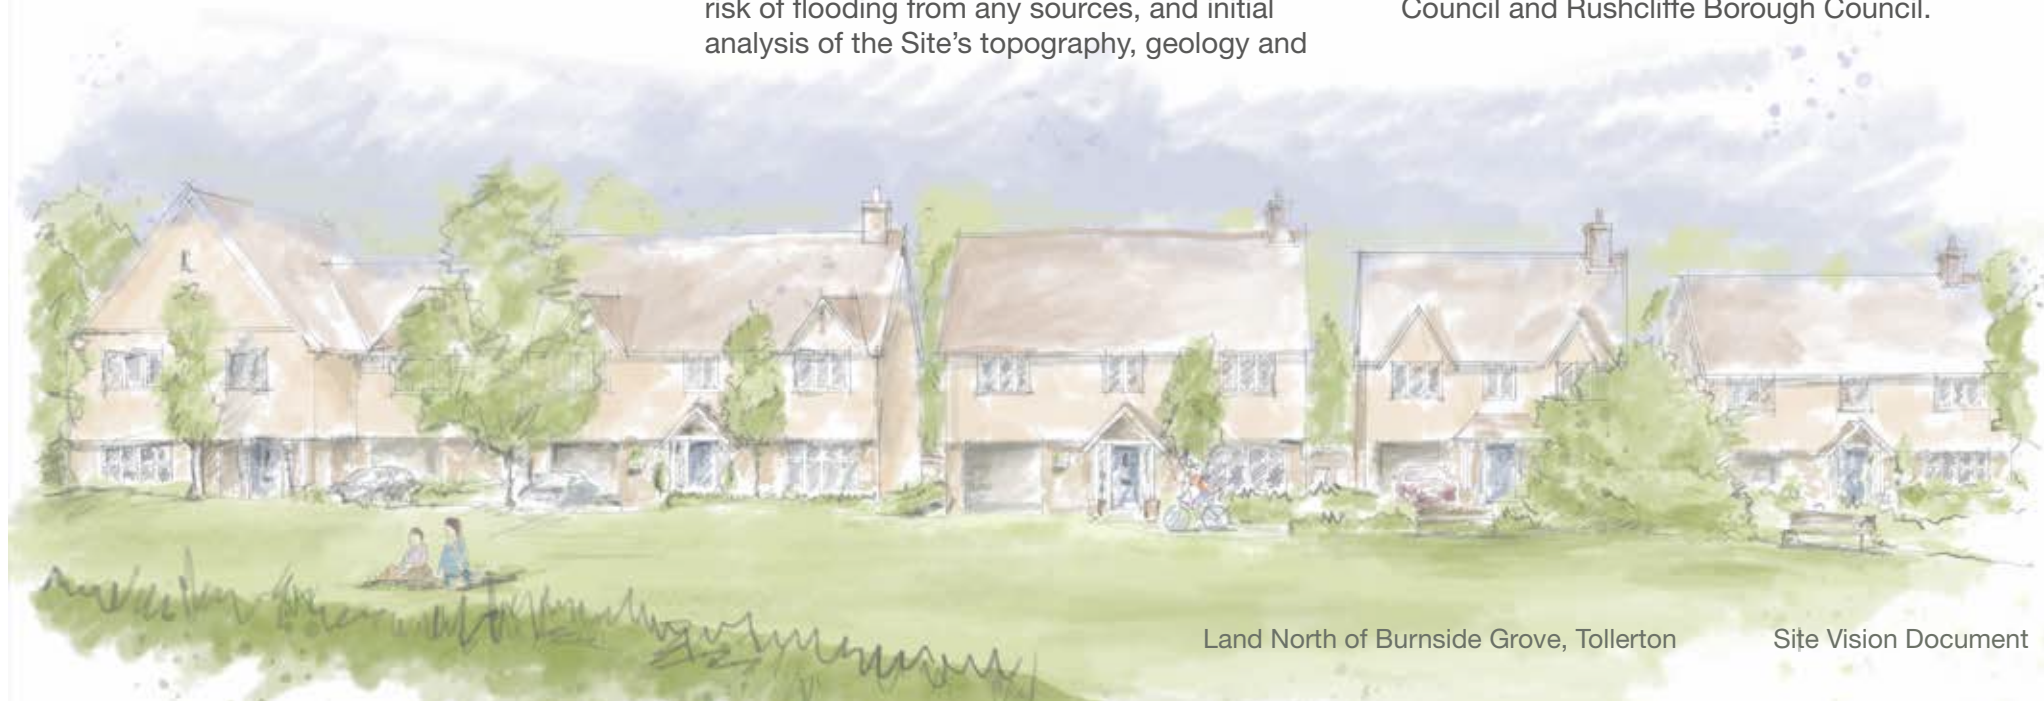 risk of flooding from any sources, and initial
analysis of the Site's topography, geology and
Council and Rushcliffe Borough Council.
Land North of Burnside Grove, Tollerton
Site Vision Document